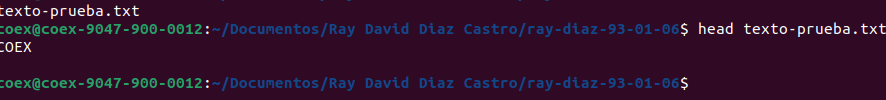 texto-prueba.txt
coex@coex-9047-900-0012:~/Documentos/Ray David Diaz Castro/ray-diaz-93-01-06$ head texto-prueba.txt
COEX
coex@coex-9047-900-0012:~/Documentos/Ray David Diaz Castro/ray-diaz-93-01-06$